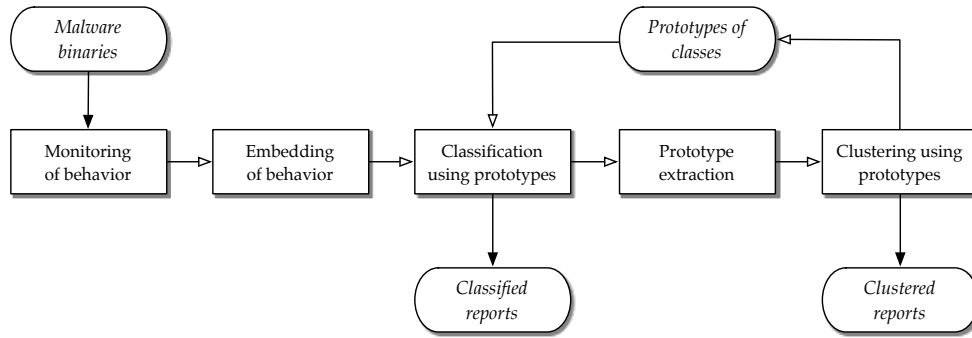 Malware
binaries
Prototypes of
classes
Monitoring
of behavior
Embedding
of behavior
Classification
using prototypes
Prototype
extraction
Clustering using
prototypes
Classified
reports
Clustered
reports